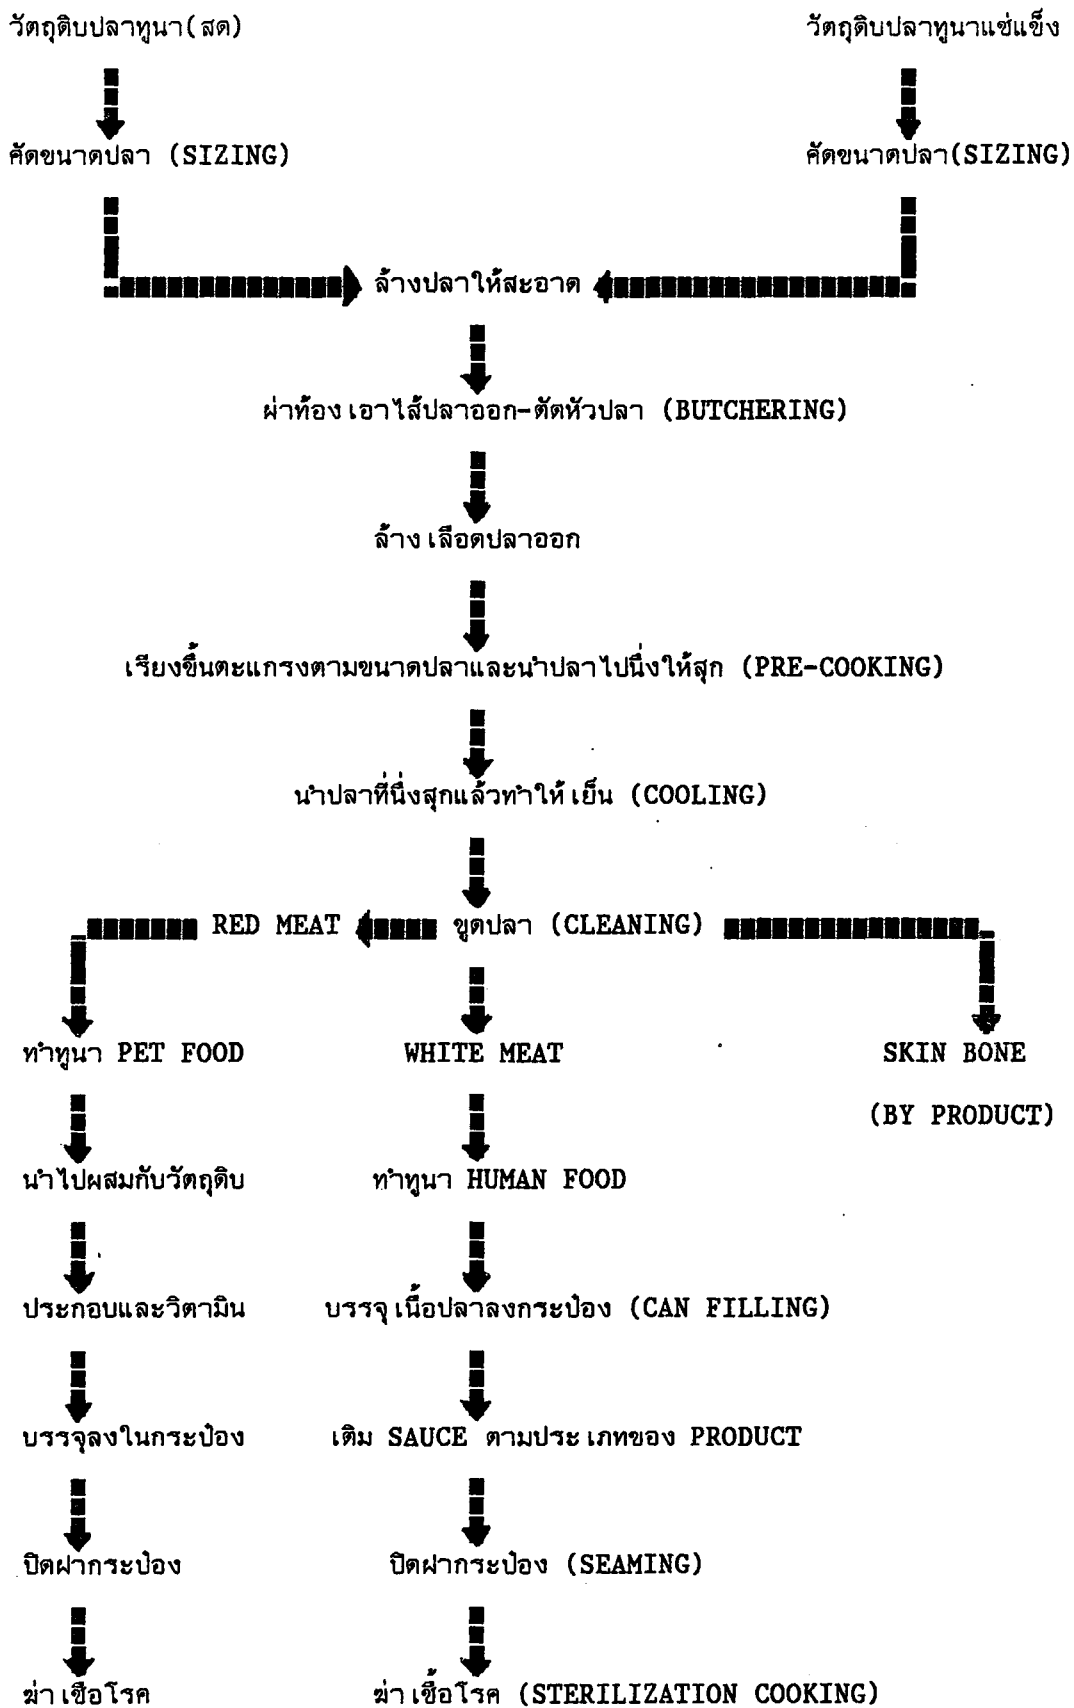 วัตถุดิบปลาทูนา(สด) วัตถุดิบปลาทูนาแช่แข็ง
คัดขนาดปลา (SIZING) คัดขนาดปลา(SIZING)
ล้างปลาให้สะอาด
ผ่าท้องเอาไส้ปลาออก-ตัดหัวปลา (BUTCHERING)
ล้างเลือดปลาออก
เรียงขึ้นตะแกรงตามขนาดปลาและนำปลาไปนึ่งให้สุก (PRE-COOKING)
นำปลาที่นึ่งสุกแล้วทำให้เย็น (COOLING)
RED MEAT ขูดปลา (CLEANING)
ทำทูนา PET FOOD WHITE MEAT SKIN BONE
(BY PRODUCT)
นำไปผสมกับวัตถุดิบ ทำทูนา HUMAN FOOD
ประกอบและวิตามิน บรรจุเนื้อปลาลงกระป๋อง (CAN FILLING)
บรรจุลงในกระป๋อง เติม SAUCE ตามประเภทของ PRODUCT
ปิดฝากระป๋อง ปิดฝากระป๋อง (SEAMING)
ฆ่าเชื้อโรค ฆ่าเชื้อโรค (STERILIZATION COOKING)